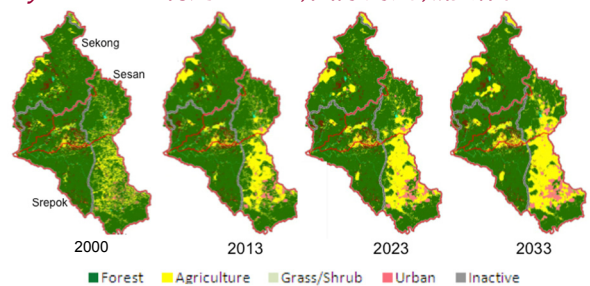 Sekong
Sesan
Srepok
2000 2013 2023 2033
Forest Agriculture Grass/Shrub Urban Inactive